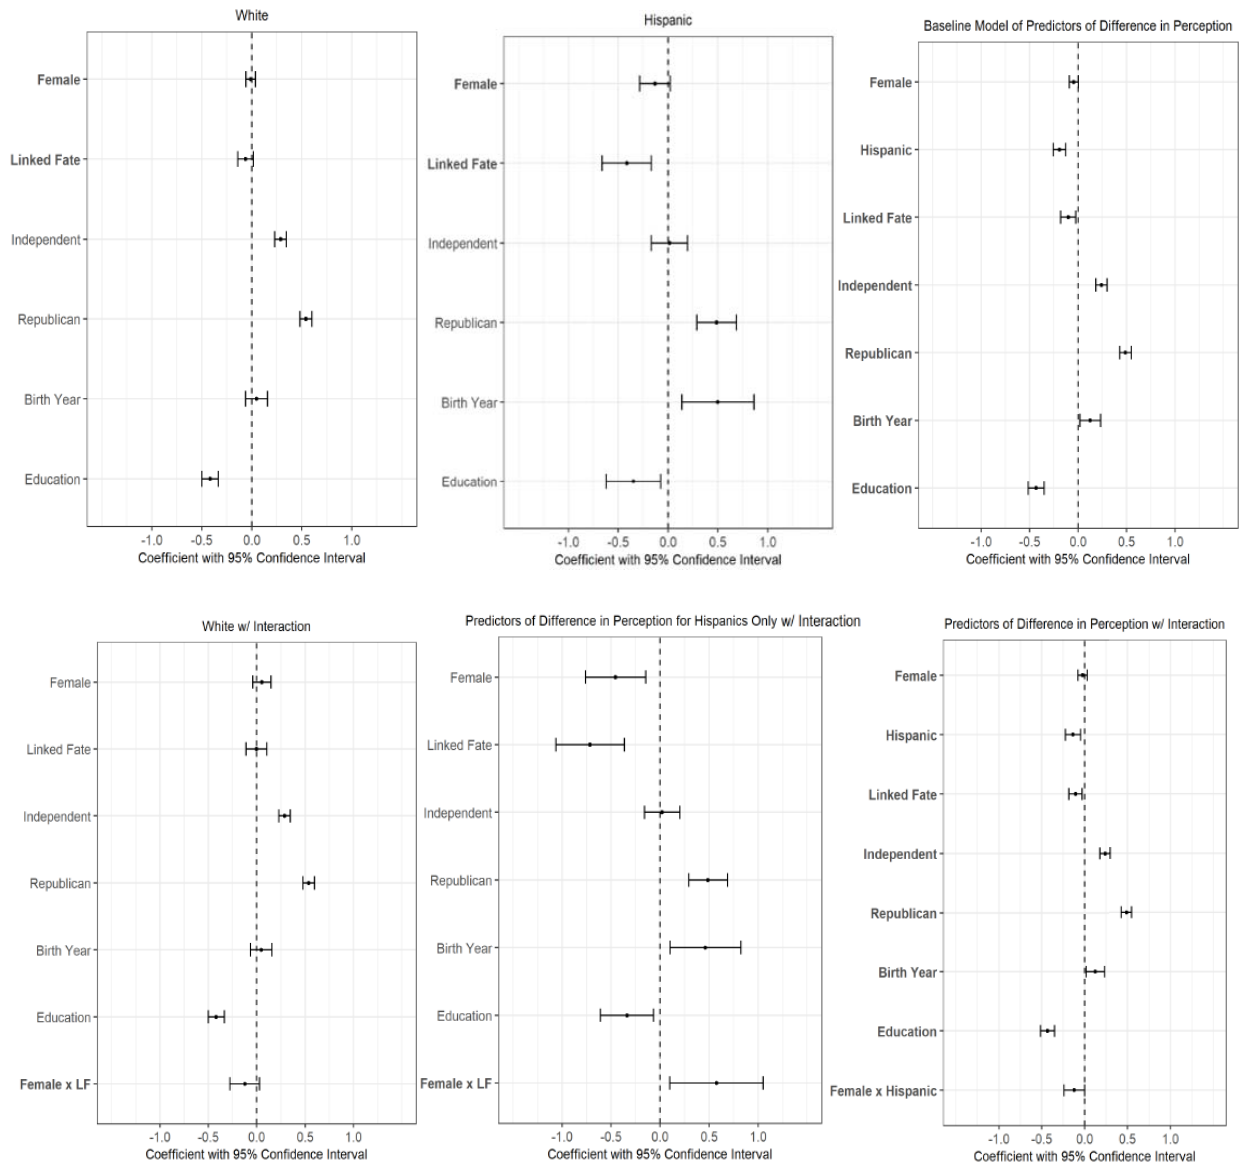 White
Female
Linked Fate
Independent
Republican
Birth Year
Education
-1.0 -0.5 0.0 0.5 1.0
Coefficient with 95% Confidence Interval
Hispanic
Female
Linked Fate
Independent
Republican
Birth Year
Education
-1.0 -0.5 0.0 0.5 1.0
Coefficient with 95% Confidence Interval
Baseline Model of Predictors of Difference in Perception
Female
Hispanic
Linked Fate
Independent
Republican
Birth Year
Education
-1.0 -0.5 0.0 0.5 1.0
Coefficient with 95% Confidence Interval
White w/ Interaction
Female
Linked Fate
Independent
Republican
Birth Year
Education
Female x LF
-1.0 -0.5 0.0 0.5 1.0
Coefficient with 95% Confidence Interval
Predictors of Difference in Perception for Hispanics Only w/ Interaction
Female
Linked Fate
Independent
Republican
Birth Year
Education
Female x LF
-1.0 -0.5 0.0 0.5 1.0
Coefficient with 95% Confidence Interval
Predictors of Difference in Perception w/ Interaction
Female
Hispanic
Linked Fate
Independent
Republican
Birth Year
Education
Female x Hispanic
-1.0 -0.5 0.0 0.5 1.0
Coefficient with 95% Confidence Interval